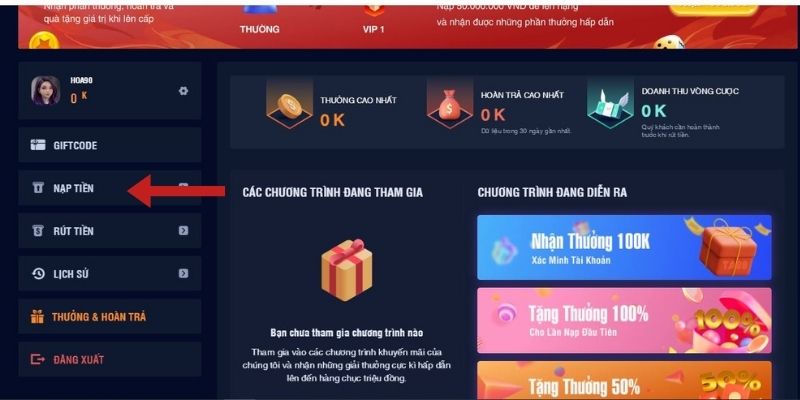 Nhận phần thưởng, hoàn trả và
quà tặng giá trị khi lên cấp
THƯỜNG
VIP 1
Nạp 50.000.000 VND để lên hạng
và nhận được những phần thưởng hấp dẫn
HOA90
0 K
GIFTCODE
NẠP TIỀN
RÚT TIỀN
LỊCH SỬ
THƯỞNG & HOÀN TRẢ
ĐĂNG XUẤT
THƯỞNG CAO NHẤT
0 K
HOÀN TRẢ CAO NHẤT
0 K
Dữ liệu trong 30 ngày gần nhất.
DOANH THU VÒNG CƯỢC
0 K
Quý khách cần hoàn thành
trước khi rút tiền.
CÁC CHƯƠNG TRÌNH ĐANG THAM GIA
Bạn chưa tham gia chương trình nào
Tham gia vào các chương trình khuyến mãi của
chúng tôi và nhận những giải thưởng cực kì hấp dẫn
lên đến hàng chục triệu đồng.
CHƯƠNG TRÌNH ĐANG DIỄN RA
Nhận Thưởng 100K
Xác Minh Tài Khoản
Tặng Thưởng 100%
Cho Lần Nạp Đầu Tiên
100%
Tặng Thưởng 50%
50%